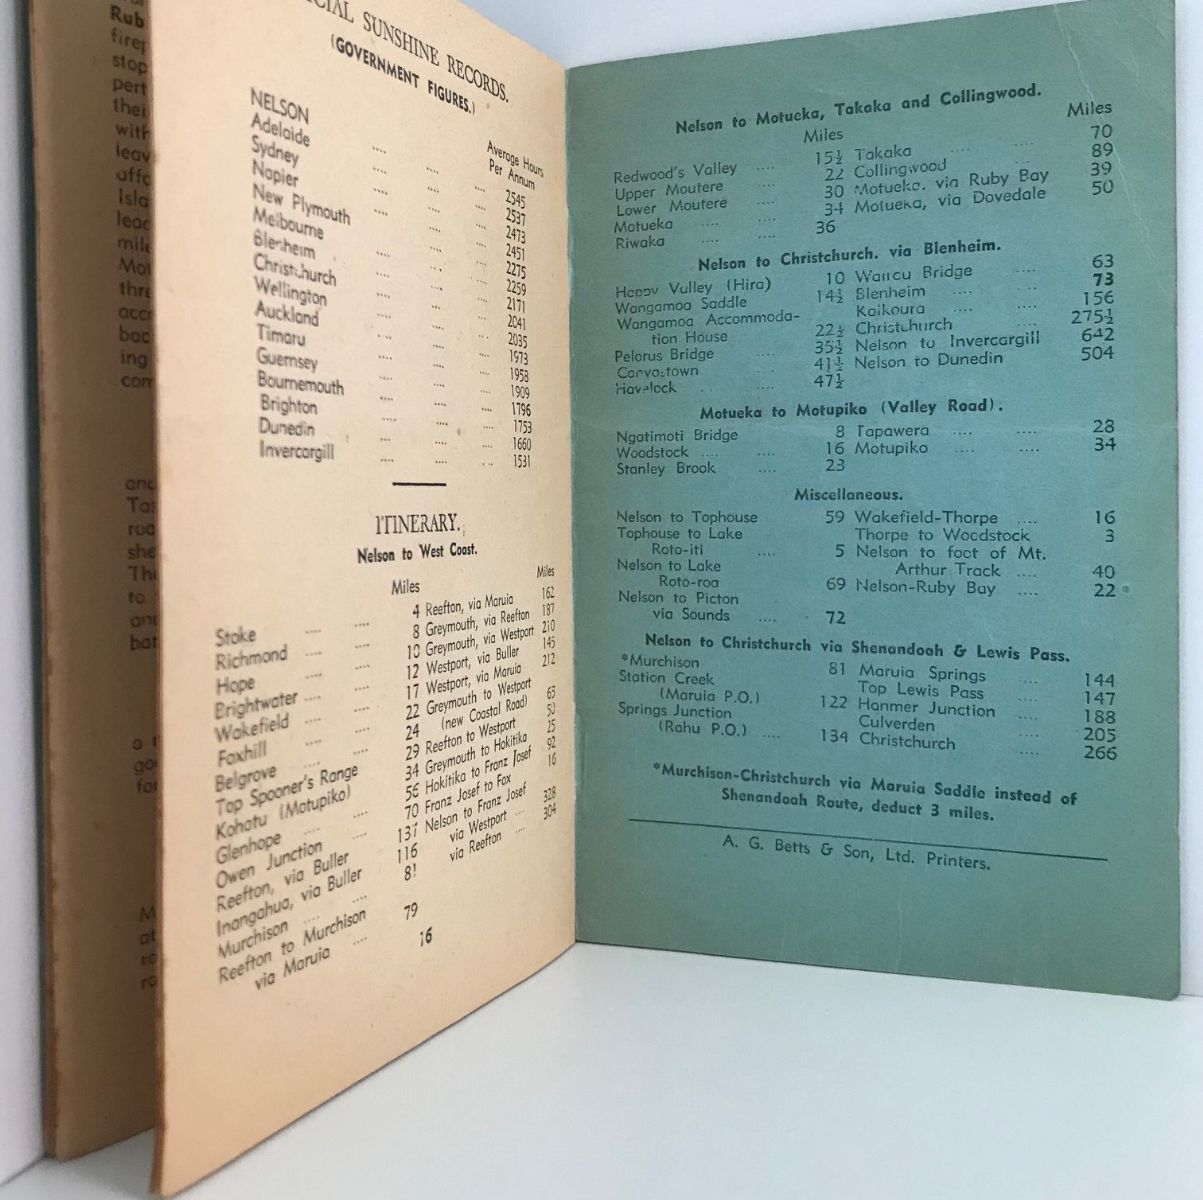 SUNSHINE RECORDS.
(GOVERNMENT FIGURES.)
Average Hours
Per Annum
NELSON .... .... .... 2545
Adelaide .... .... .... 2537
Sydney .... .... .... 2473
Napier .... .... .... 2451
New Plymouth .... .... 2275
Melbourne .... .... .... 2259
Blenheim .... .... .... 2171
Christchurch .... .... .... 2041
Wellington .... .... .... 2035
Auckland .... .... .... 1973
Timaru .... .... .... 1958
Guernsey .... .... .... 1909
Bournemouth .... .... .... 1796
Brighton .... .... .... 1753
Dunedin .... .... .... 1660
Invercargill .... .... 1531
ITINERARY.
Nelson to West Coast.
Miles
Stoke .... .... 4
Richmond .... .... 8
Hope .... .... 10
Brightwater .... .... 12
Wakefield .... .... 17
Foxhill .... .... 22
Belgrove .... .... 24
Top Spooner's Range 29
Kohatu (Motupiko) 34
Glenhope .... .... 56
Owen Junction .... 70
Reefton, via Buller 137
Inangahua, via Buller 116
Murchison .... .... 81
Reefton to Murchison 79
via Maruia ....
Miles
Reefton, via Maruia 162
Greymouth, via Reefton 187
Greymouth, via Westport 210
Westport, via Buller 145
Westport, via Maruia 212
Greymouth to Westport
(new Coastal Road) 65
Reefton to Westport 50
Greymouth to Hokitika 25
Hokitika to Franz Josef 92
Franz Josef to Fox 16
Nelson to Franz Josef
via Westport .... 328
via Reefton .... 304
Nelson to Motueka, Takaka and Collingwood.
Miles
Redwood's Valley .... 15½
Upper Moutere .... 22
Lower Moutere .... 30
Motueka .... .... 34
Riwaka .... .... 36
Miles
Takaka .... .... 70
Collingwood .... 89
Motueka, via Ruby Bay 39
Motueka, via Dovedale 50
Nelson to Christchurch, via Blenheim.
Happy Valley (Hira) 10
Wangamoa Saddle 14½
Wangamoa Accommoda-
tion House 22½
Pelorus Bridge .... 35½
Canvastown .... 41½
Havelock .... .... 47½
Wairau Bridge .... 63
Blenheim .... .... 73
Kaikoura .... .... 156
Christchurch .... 275½
Nelson to Invercargill 642
Nelson to Dunedin 504
Motueka to Motupiko (Valley Road).
Ngatimoti Bridge 8
Woodstock .... .... 16
Stanley Brook .... 23
Tapawera .... .... 28
Motupiko .... .... 34
Miscellaneous.
Nelson to Tophouse 59
Tophouse to Lake
Roto-iti .... 5
Nelson to Lake
Roto-roa 69
Nelson to Picton
via Sounds .... 72
Wakefield-Thorpe .... 16
Thorpe to Woodstock 3
Nelson to foot of Mt.
Arthur Track .... 40
Nelson-Ruby Bay .... 22
Nelson to Christchurch via Shenandoah & Lewis Pass.
*Murchison 81
Station Creek
(Maruia P.O.) 122
Springs Junction
(Rahu P.O.) .... 134
Maruia Springs .... 144
Top Lewis Pass .... 147
Hanmer Junction .... 188
Culverden .... 205
Christchurch .... 266
*Murchison-Christchurch via Maruia Saddle instead of
Shenandoah Route, deduct 3 miles.
A. G. Betts & Son, Ltd. Printers.